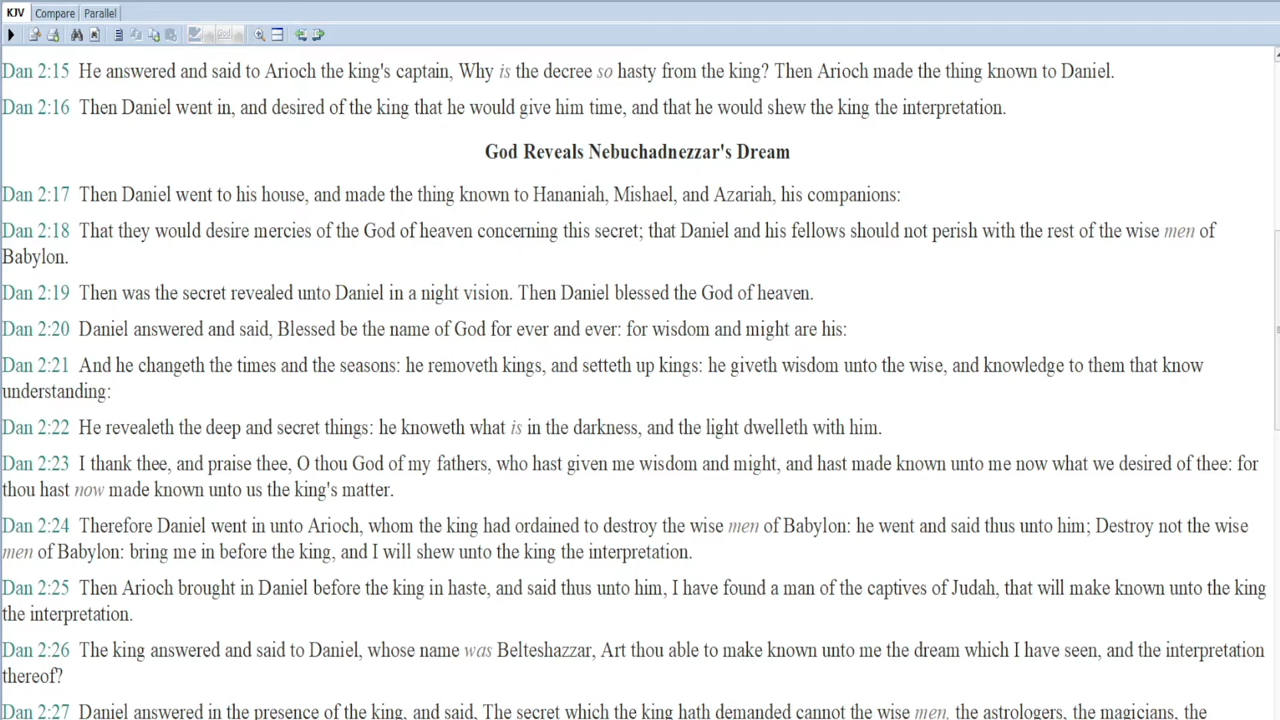 KJV Compare Parallel
Dan 2:15 He answered and said to Arioch the king's captain, Why is the decree so hasty from the king? Then Arioch made the thing known to Daniel.
Dan 2:16 Then Daniel went in, and desired of the king that he would give him time, and that he would shew the king the interpretation.
God Reveals Nebuchadnezzar's Dream
Dan 2:17 Then Daniel went to his house, and made the thing known to Hananiah, Mishael, and Azariah, his companions:
Dan 2:18 That they would desire mercies of the God of heaven concerning this secret; that Daniel and his fellows should not perish with the rest of the wise men of
Babylon.
Dan 2:19 Then was the secret revealed unto Daniel in a night vision. Then Daniel blessed the God of heaven.
Dan 2:20 Daniel answered and said, Blessed be the name of God for ever and ever: for wisdom and might are his:
Dan 2:21 And he changeth the times and the seasons: he removeth kings, and setteth up kings: he giveth wisdom unto the wise, and knowledge to them that know
understanding:
Dan 2:22 He revealeth the deep and secret things: he knoweth what is in the darkness, and the light dwelleth with him.
Dan 2:23 I thank thee, and praise thee, O thou God of my fathers, who hast given me wisdom and might, and hast made known unto me now what we desired of thee: for
thou hast now made known unto us the king's matter.
Dan 2:24 Therefore Daniel went in unto Arioch, whom the king had ordained to destroy the wise men of Babylon: he went and said thus unto him; Destroy not the wise
men of Babylon: bring me in before the king, and I will shew unto the king the interpretation.
Dan 2:25 Then Arioch brought in Daniel before the king in haste, and said thus unto him, I have found a man of the captives of Judah, that will make known unto the king
the interpretation.
Dan 2:26 The king answered and said to Daniel, whose name was Belteshazzar, Art thou able to make known unto me the dream which I have seen, and the interpretation
thereof?
Dan 2:27 Daniel answered in the presence of the king, and said, The secret which the king hath demanded cannot the wise men, the astrologers, the magicians, the